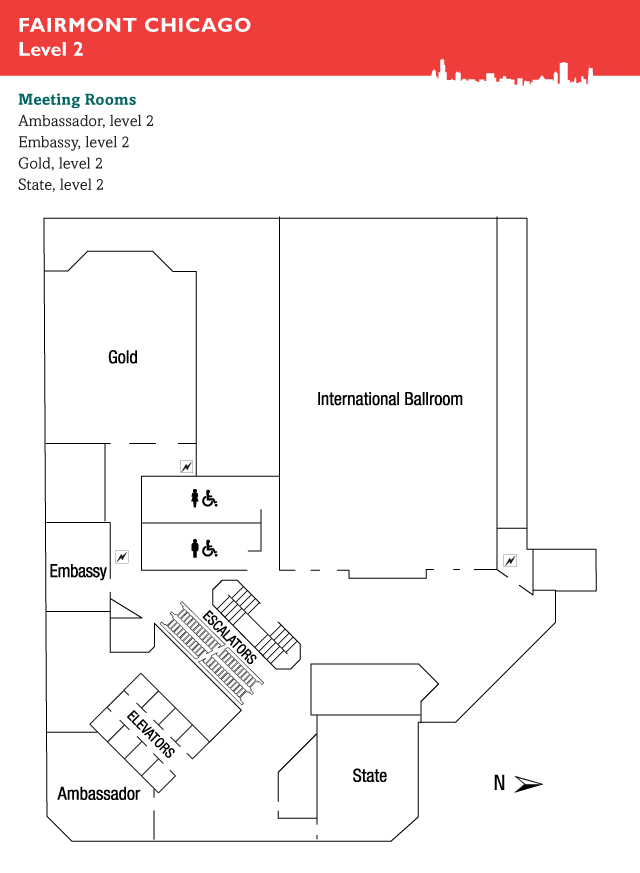 FAIRMONT CHICAGO
Level 2
Meeting Rooms
Ambassador, level 2
Embassy, level 2
Gold, level 2
State, level 2
Gold
International Ballroom
Embassy
ESCALATORS
ELEVATORS
State
N
Ambassador